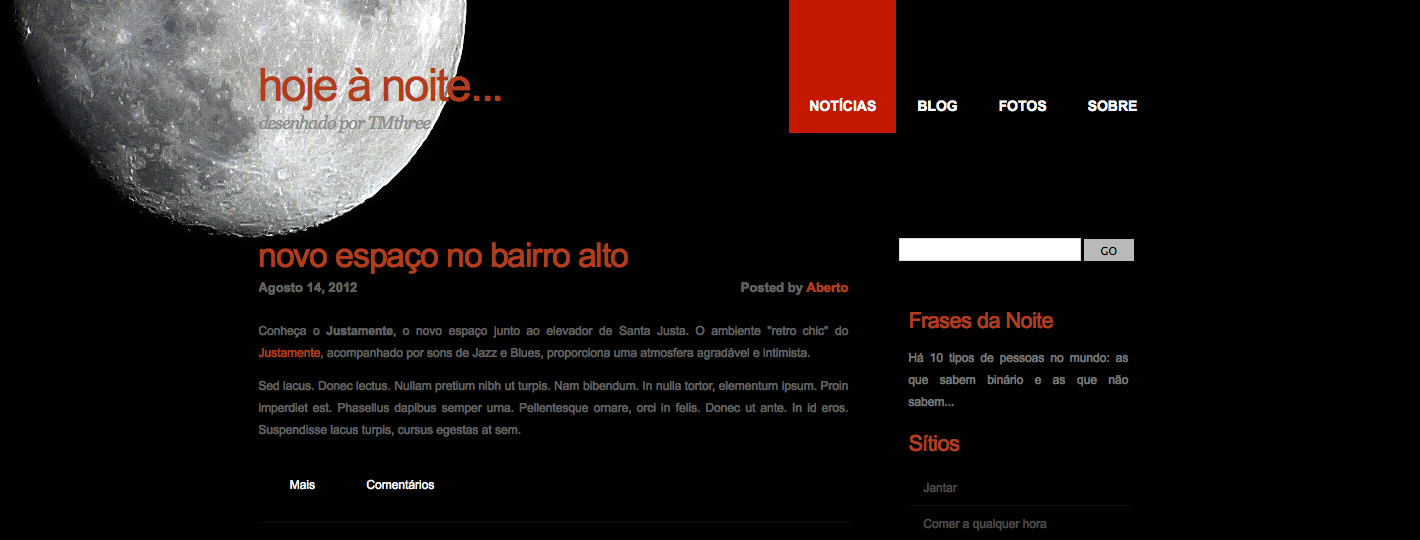 hoje à noite...
desenhado por TMthree
NOTÍCIAS BLOG FOTOS SOBRE
novo espaço no bairro alto
Agosto 14, 2012 Posted by Aberto
Conheça o Justamente, o novo espaço junto ao elevador de Santa Justa. O ambiente "retro chic" do
Justamente, acompanhado por sons de Jazz e Blues, proporciona uma atmosfera agradável e intimista.
Sed lacus. Donec lectus. Nullam pretium nibh ut turpis. Nam bibendum. In nulla tortor, elementum ipsum. Proin
imperdiet est. Phasellus dapibus semper urna. Pellentesque ornare, orci in felis. Donec ut ante. In id eros.
Suspendisse lacus turpis, cursus egestas at sem.
Mais Comentários
GO
Frases da Noite
Há 10 tipos de pessoas no mundo: as
que sabem binário e as que não
sabem...
Sítios
Jantar
Comer a qualquer hora